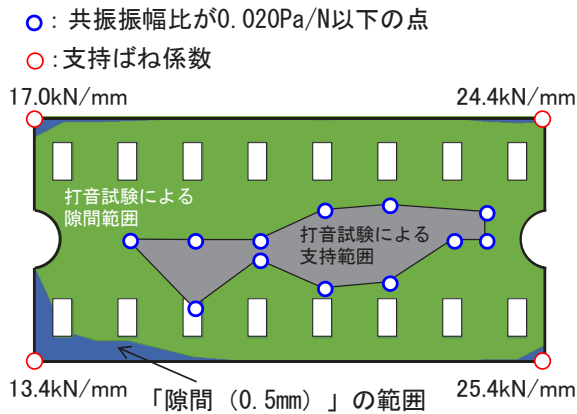 ○：共振振幅比が0.020Pa/N以下の点
○：支持ばね係数
17.0kN/mm
24.4kN/mm
打音試験による
隙間範囲
打音試験による
支持範囲
13.4kN/mm
「隙間（0.5mm）」の範囲
25.4kN/mm